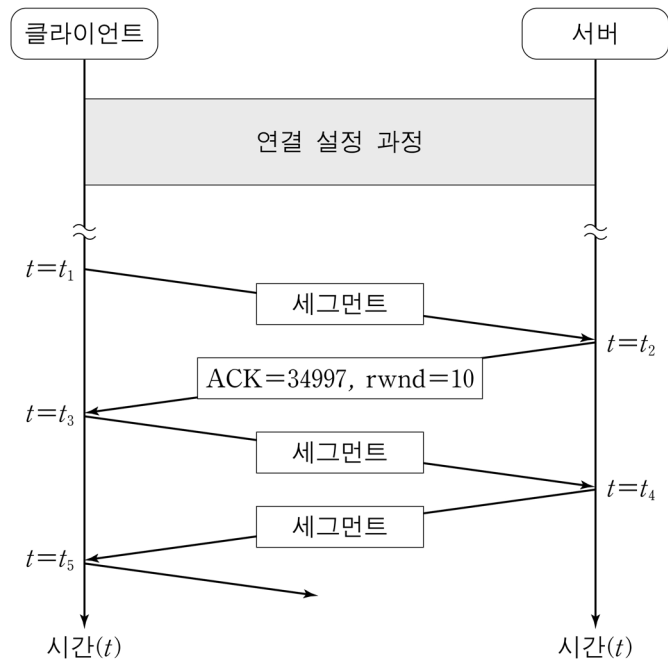 클라이언트
서버
연결 설정 과정
t=t₁
세그먼트
t=t₂
ACK=34997, rwnd=10
t=t₃
세그먼트
t=t₄
세그먼트
t=t₅
시간(t)
시간(t)